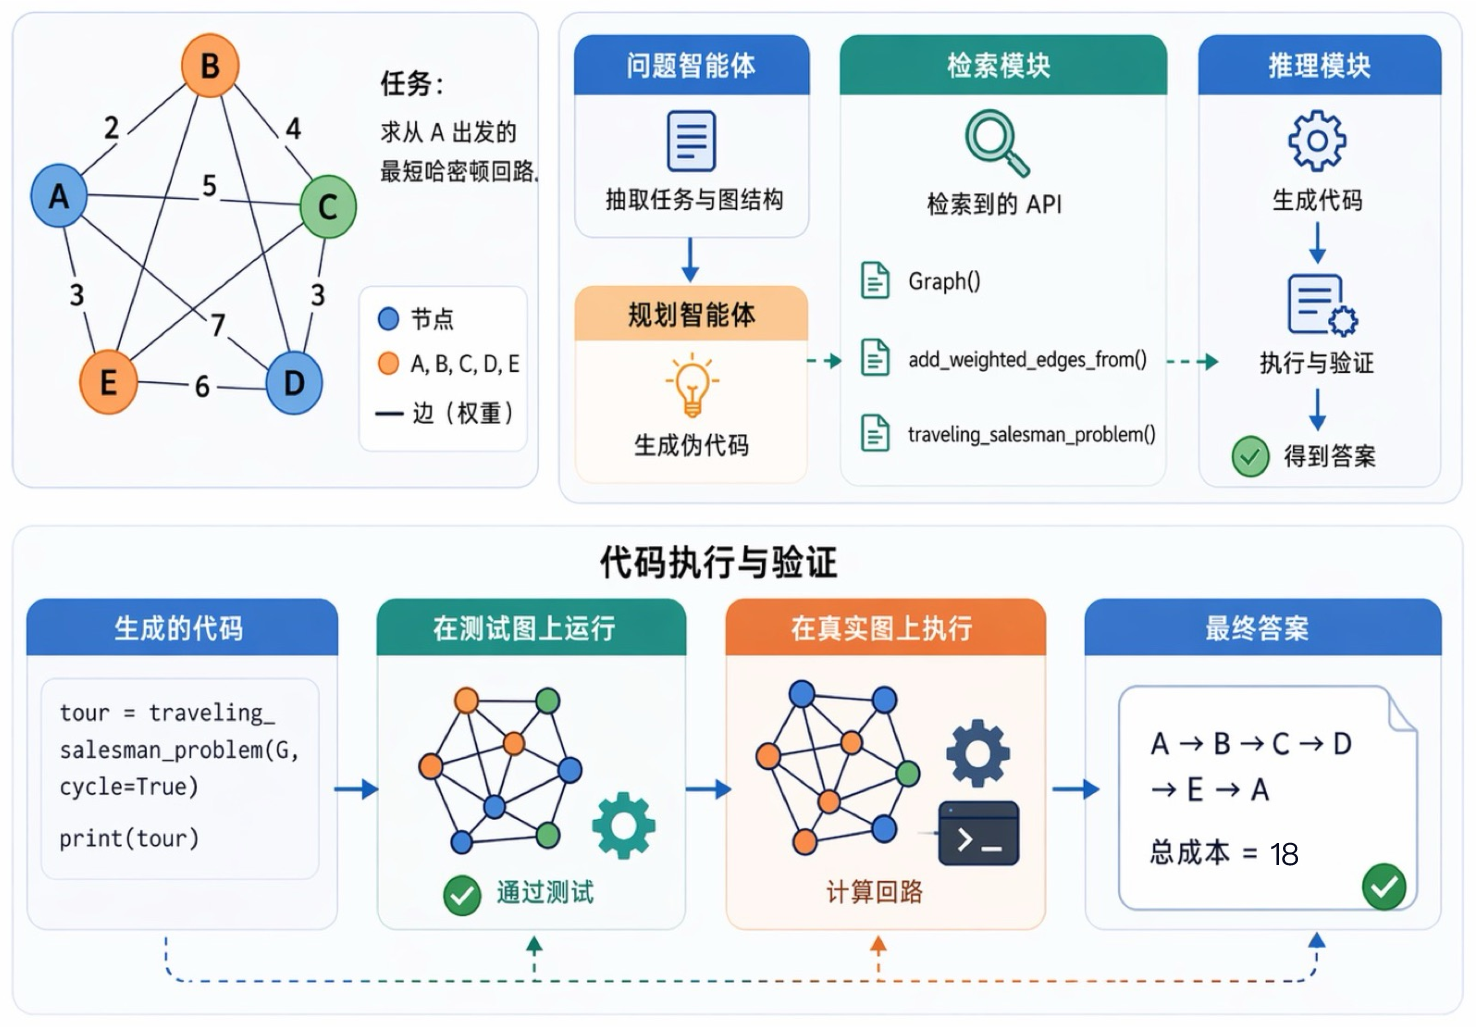 B
2
4
A
5
C
3
3
7
E
6
D
任务：
求从 A 出发的
最短哈密顿回路.
节点
A, B, C, D, E
边（权重）
问题智能体
抽取任务与图结构
规划智能体
生成伪代码
检索模块
检索到的 API
Graph()
add_weighted_edges_from()
traveling_salesman_problem()
推理模块
生成代码
执行与验证
得到答案
代码执行与验证
生成的代码
tour = traveling_
salesman_problem(G,
cycle=True)
print(tour)
在测试图上运行
通过测试
在真实图上执行
>_
计算回路
最终答案
A → B → C → D
→ E → A
总成本 = 18